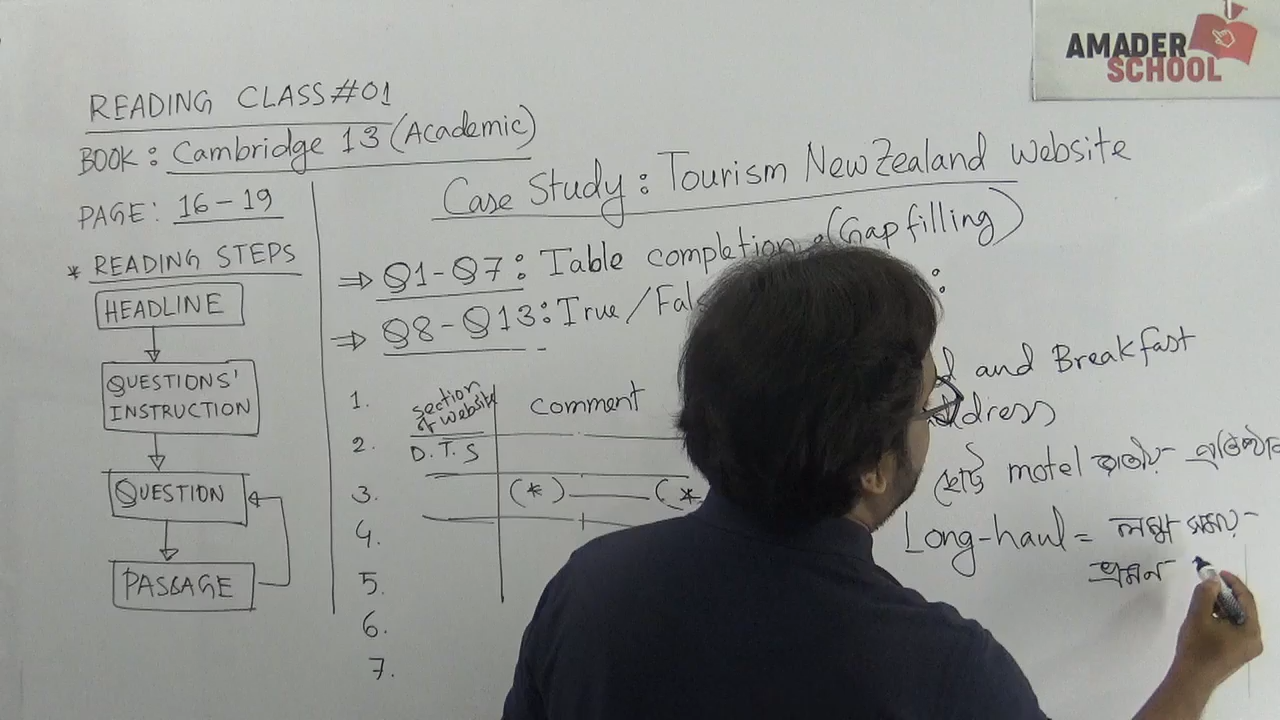 AMADER
SCHOOL
READING CLASS#01
BOOK: Cambridge 13 (Academic)
PAGE: 16-19
* READING STEPS
HEADLINE
QUESTIONS'
INSTRUCTION
QUESTION
PASSAGE
Case Study: Tourism New Zealand Website
⇒ Q1-Q7: Table completion (Gap filling)
⇒ Q8-Q13: True/Fals
1.
2.
3.
4.
5.
6.
7.
section
of website
comment
D.T.S
(*) (*
and Breakfast
ddress
motel
Long-haul = লম্বা সময়